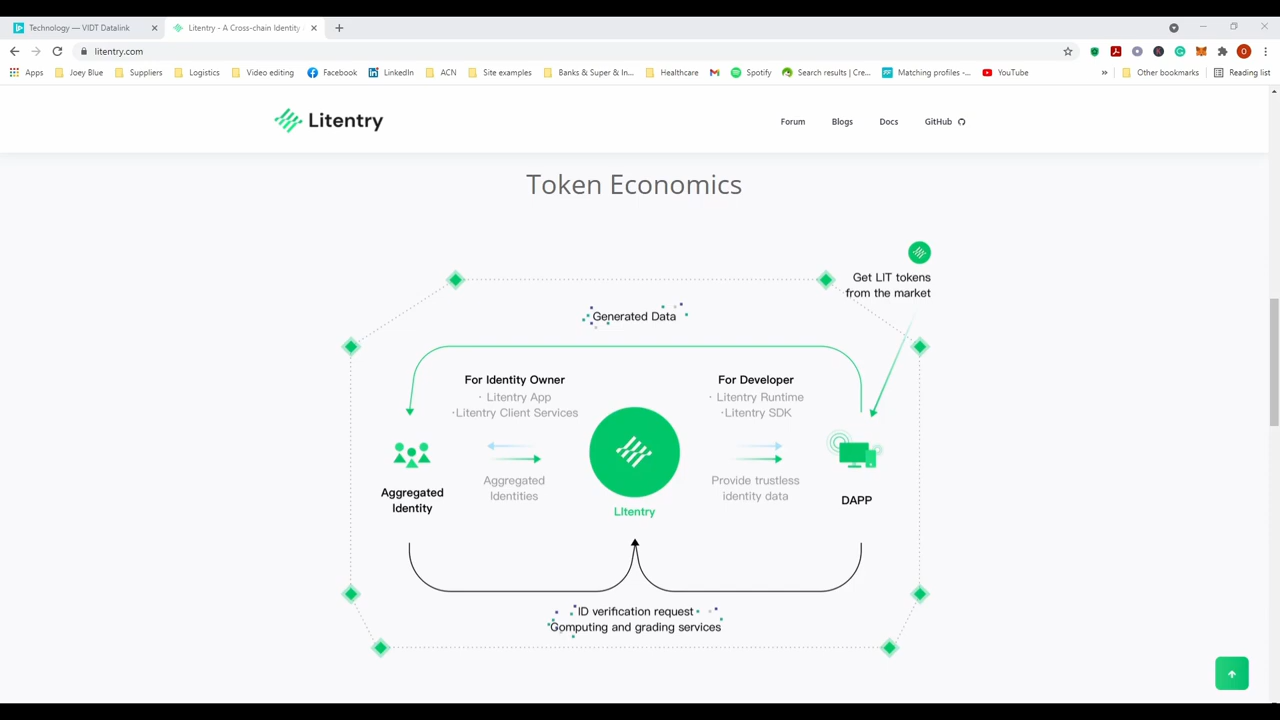 Technology — VIDT Datalink
Litentry - A Cross-chain Identity
litentry.com
Apps
Joey Blue
Suppliers
Logistics
Video editing
Facebook
LinkedIn
ACN
Site examples
Banks & Super & In...
Healthcare
Spotify
Search results | Cre...
Matching profiles -...
YouTube
»
Other bookmarks
Reading list
O
Litentry
Forum
Blogs
Docs
GitHub
Token Economics
Get LIT tokens
from the market
Generated Data
For Identity Owner
· Litentry App
·Litentry Client Services
For Developer
· Litentry Runtime
·Litentry SDK
Aggregated
Identities
Provide trustless
identity data
Aggregated
Identity
LItentry
DAPP
ID verification request
Gomputing and grading services